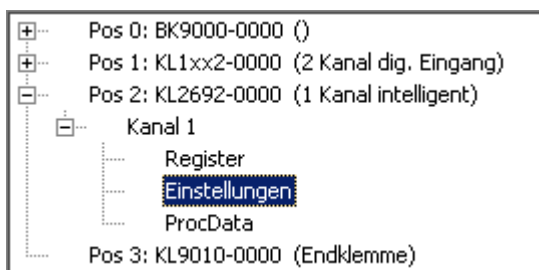 Pos 0: BK9000-0000 ()
Pos 1: KL1xx2-0000 (2 Kanal dig. Eingang)
Pos 2: KL2692-0000 (1 Kanal intelligent)
Kanal 1
Register
Einstellungen
ProcData
Pos 3: KL9010-0000 (Endklemme)